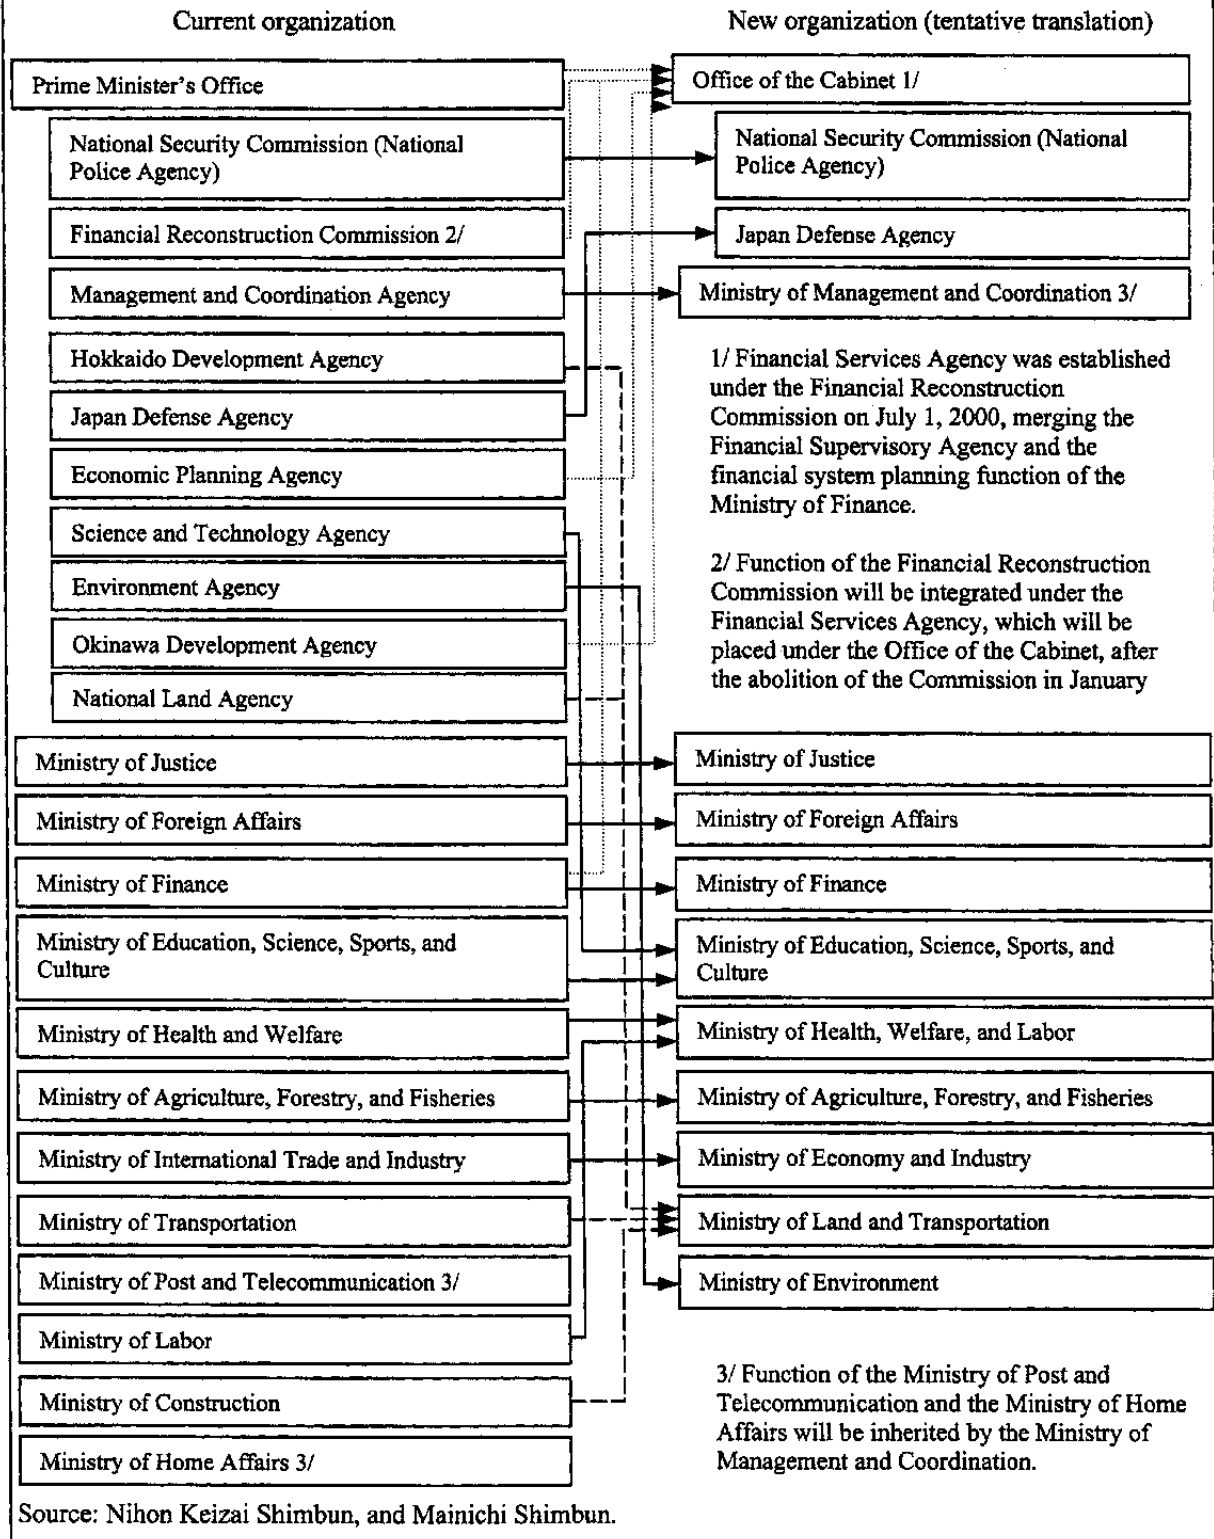 Current organization
New organization (tentative translation)
Prime Minister's Office
National Security Commission (National
Police Agency)
Financial Reconstruction Commission 2/
Management and Coordination Agency
Hokkaido Development Agency
Japan Defense Agency
Economic Planning Agency
Science and Technology Agency
Environment Agency
Okinawa Development Agency
National Land Agency
Ministry of Justice
Ministry of Foreign Affairs
Ministry of Finance
Ministry of Education, Science, Sports, and
Culture
Ministry of Health and Welfare
Ministry of Agriculture, Forestry, and Fisheries
Ministry of International Trade and Industry
Ministry of Transportation
Ministry of Post and Telecommunication 3/
Ministry of Labor
Ministry of Construction
Ministry of Home Affairs 3/
Office of the Cabinet 1/
National Security Commission (National
Police Agency)
Japan Defense Agency
Ministry of Management and Coordination 3/
1/ Financial Services Agency was established
under the Financial Reconstruction
Commission on July 1, 2000, merging the
Financial Supervisory Agency and the
financial system planning function of the
Ministry of Finance.
2/ Function of the Financial Reconstruction
Commission will be integrated under the
Financial Services Agency, which will be
placed under the Office of the Cabinet, after
the abolition of the Commission in January
Ministry of Justice
Ministry of Foreign Affairs
Ministry of Finance
Ministry of Education, Science, Sports, and
Culture
Ministry of Health, Welfare, and Labor
Ministry of Agriculture, Forestry, and Fisheries
Ministry of Economy and Industry
Ministry of Land and Transportation
Ministry of Environment
3/ Function of the Ministry of Post and
Telecommunication and the Ministry of Home
Affairs will be inherited by the Ministry of
Management and Coordination.
Source: Nihon Keizai Shimbun, and Mainichi Shimbun.